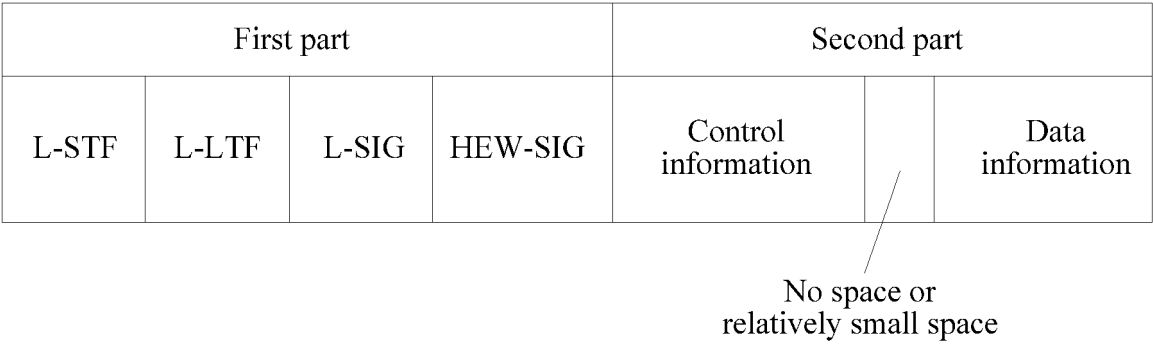 First part
Second part
L-STF
L-LTF
L-SIG
HEW-SIG
Control
information
Data
information
No space or
relatively small space